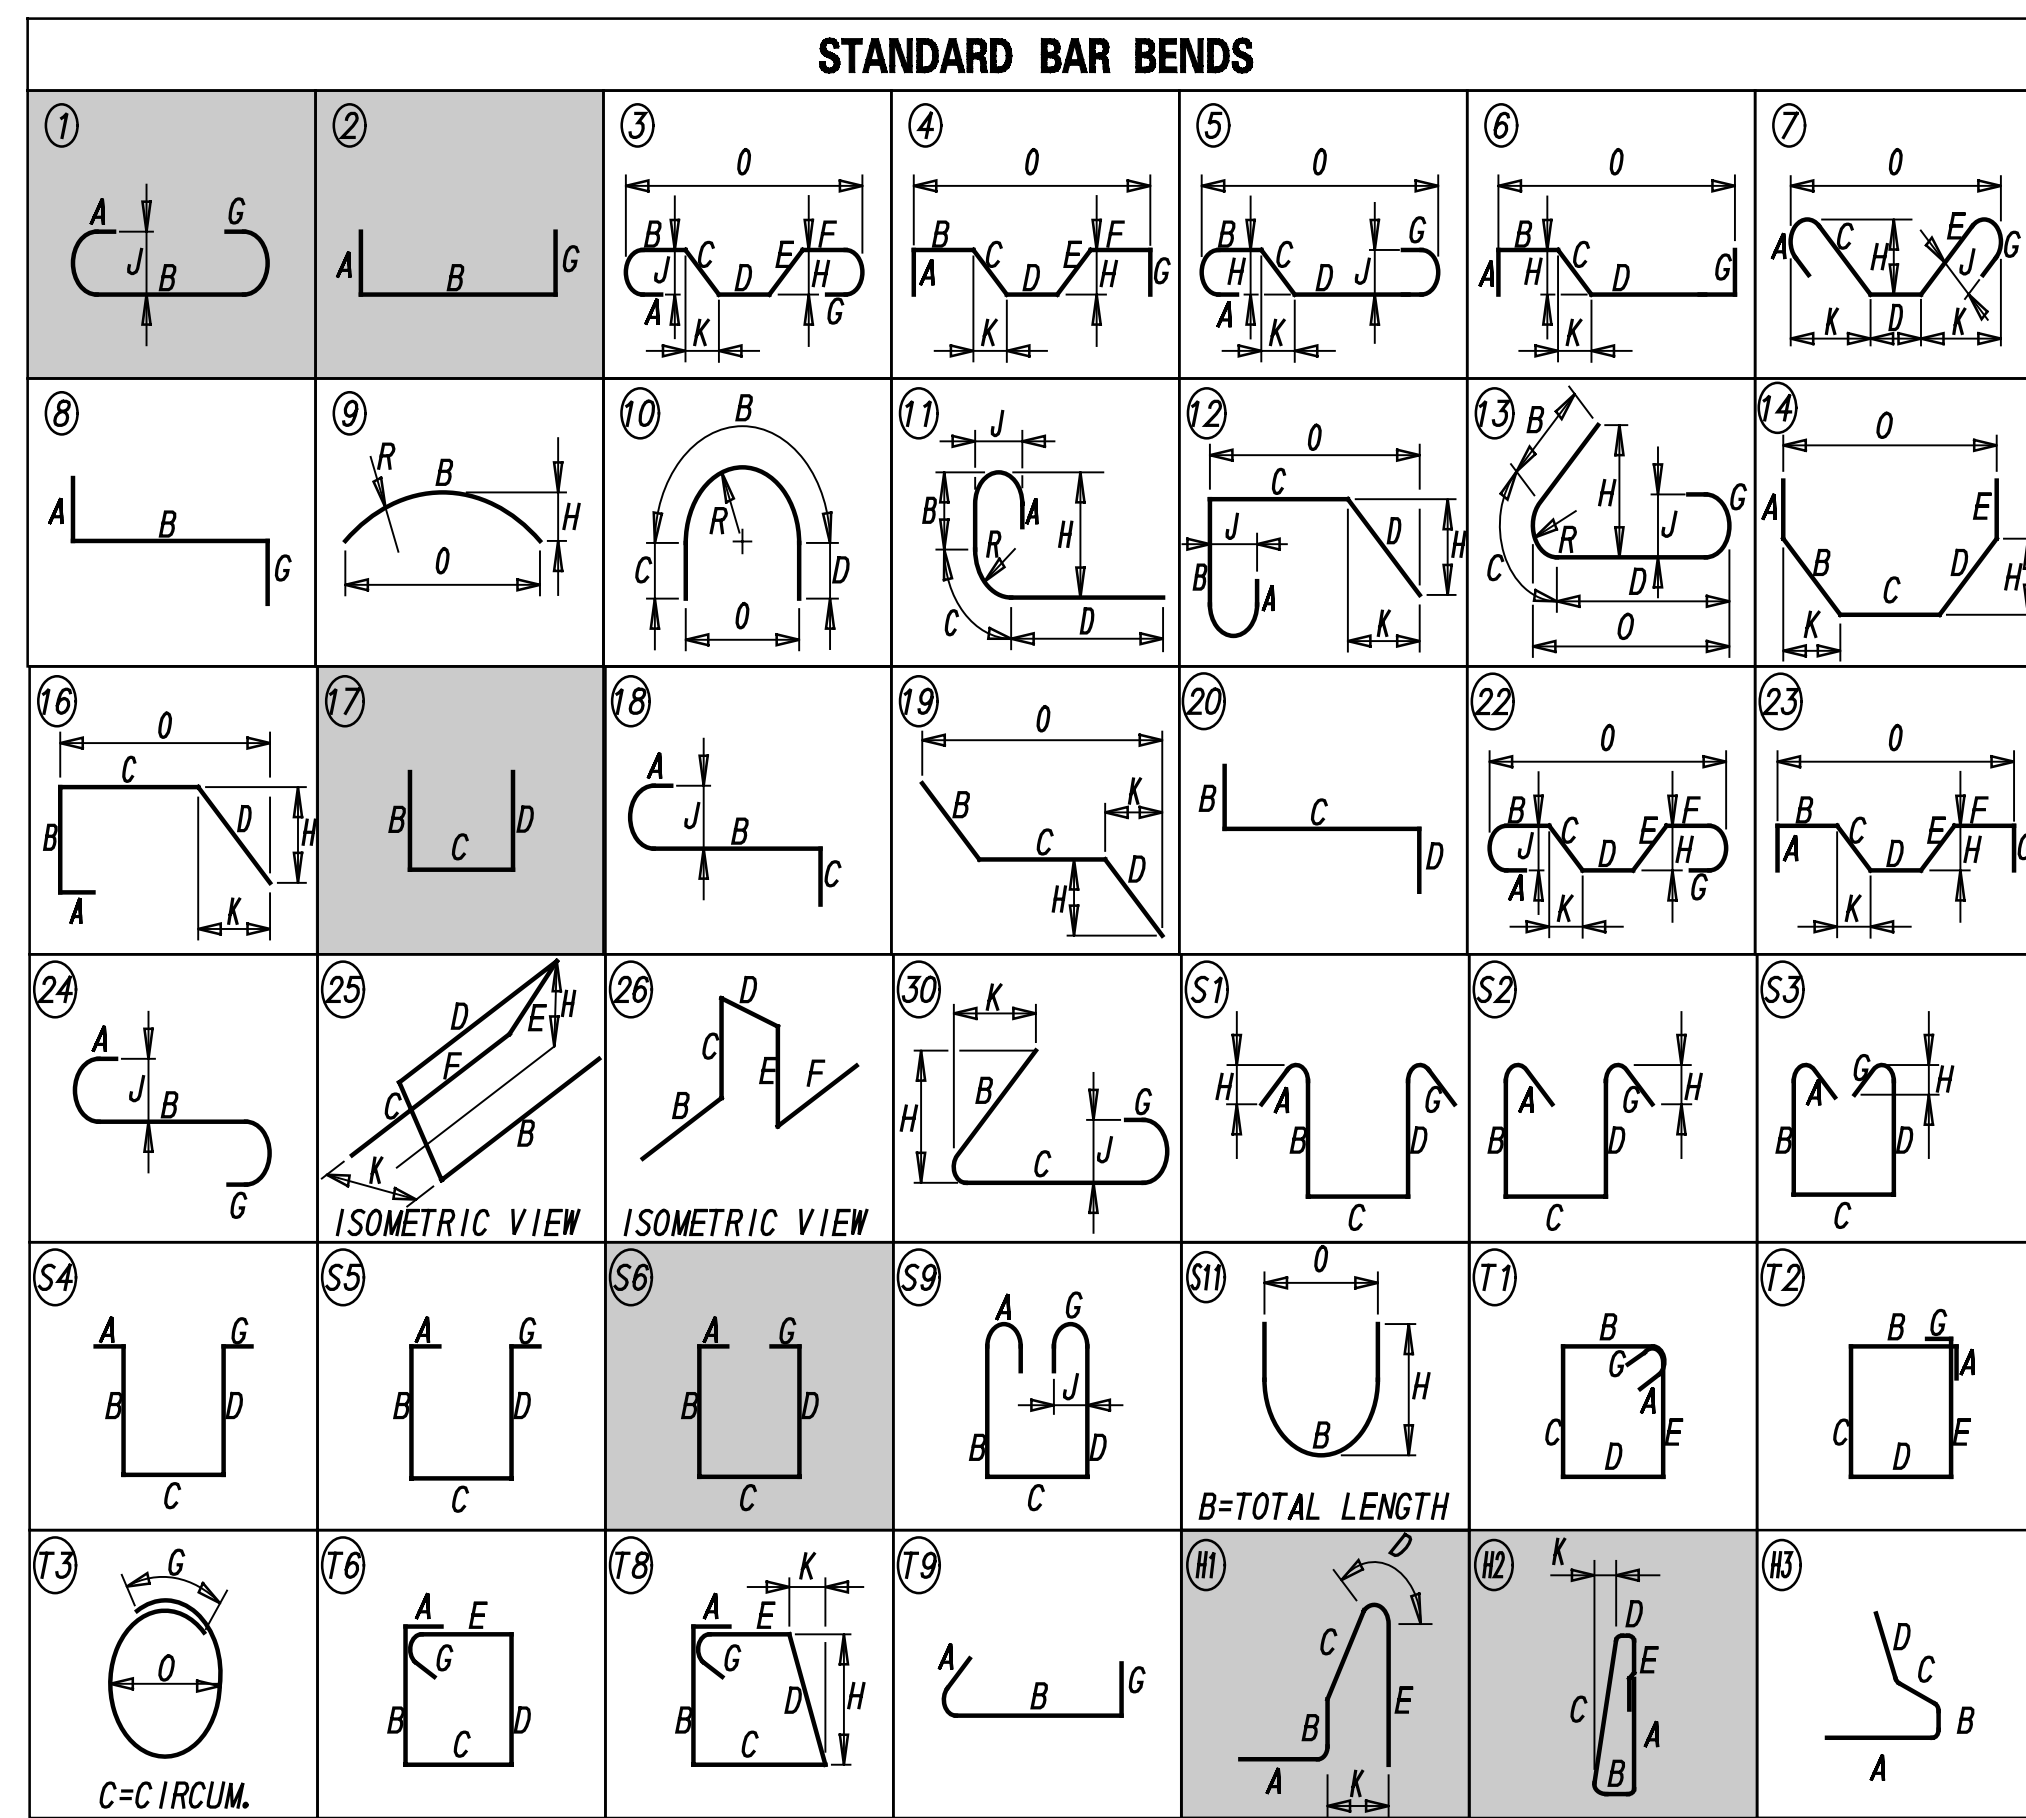 STANDARD BAR BENDS
1 A G J B
2 A B G
3 O B C E F J D H A G K
4 O B C E F A D H G K
5 O B C G H D J A K
6 O B C A H D G K
7 O A C E G H J K D K
8 A B G
9 R B H O
10 B R C D O
11 J B A H R C D
12 O C J D H B A K
13 B H G J R C D O
14 O A E B D C H K
16 O C D H B A K
17 B C D
18 A J B C
19 O K B C D H
20 B C D
22 O B C E F J D H A G K
23 O B C E F A D H K
24 A J B G
25 D E H F C B K
ISOMETRIC VIEW
26 D C E F B
ISOMETRIC VIEW
30 K B H G J C
S1 H A G B D C
S2 A G H B D C
S3 G H A B D C
S4 A G B D C
S5 A G B D C
S6 A G B D C
S9 A G J B D C
S11 O H B
B=TOTAL LENGTH
T1 B G A C E D
T2 B G A C E D
T3 G O
C=CIRCUM.
T6 A E G B D C
T8 K A E G D H B C
T9 A B G
H1 D C E B A K
H2 K D E C A B
H3 D C B A